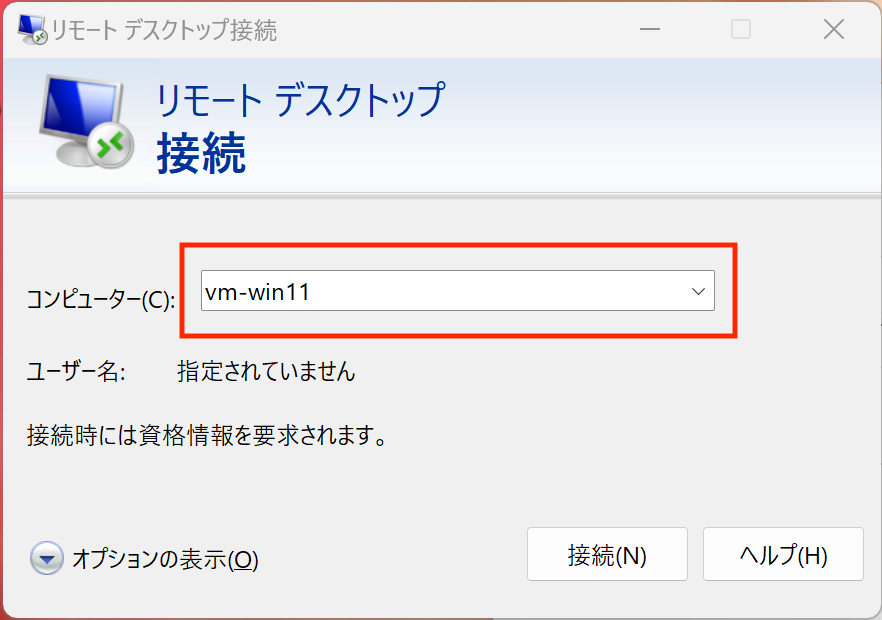 リモート デスクトップ接続
リモート デスクトップ
接続
コンピューター(C):
vm-win11
ユーザー名:
指定されていません
接続時には資格情報を要求されます。
オプションの表示(O)
接続(N)
ヘルプ(H)